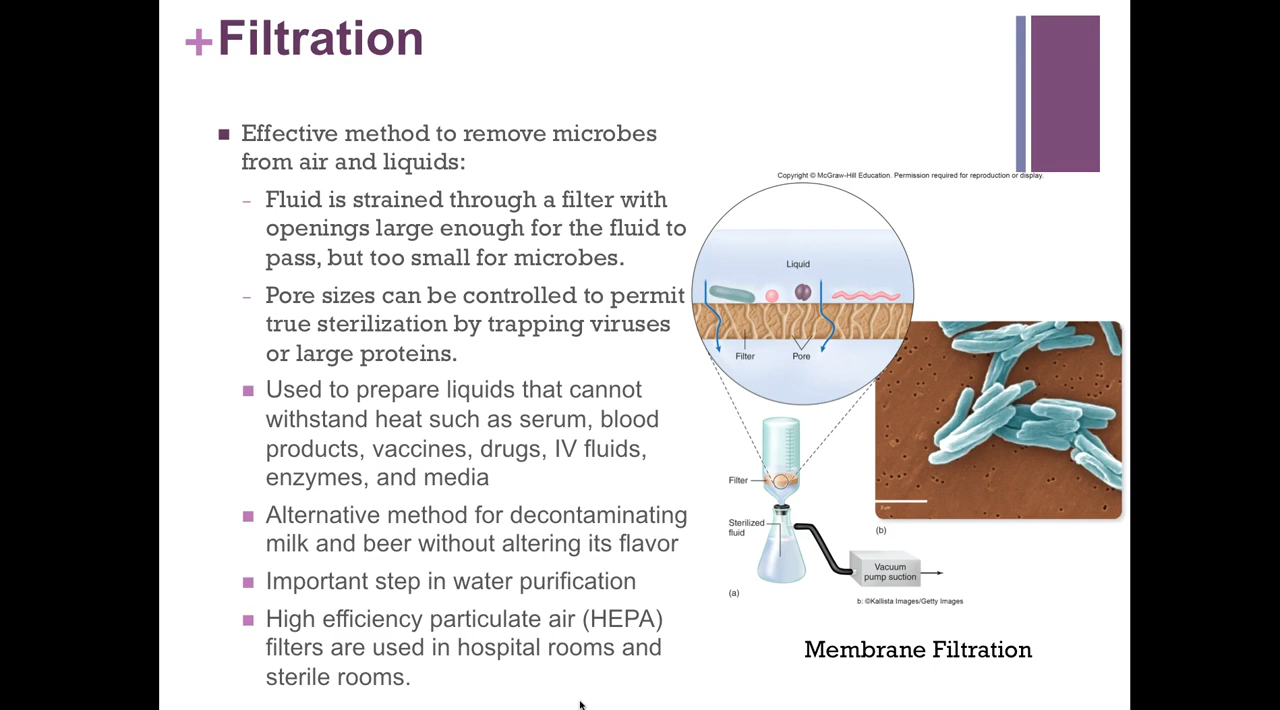 +Filtration
■ Effective method to remove microbes
from air and liquids:
– Fluid is strained through a filter with
openings large enough for the fluid to
pass, but too small for microbes.
– Pore sizes can be controlled to permit
true sterilization by trapping viruses
or large proteins.
■ Used to prepare liquids that cannot
withstand heat such as serum, blood
products, vaccines, drugs, IV fluids,
enzymes, and media
■ Alternative method for decontaminating
milk and beer without altering its flavor
■ Important step in water purification
■ High efficiency particulate air (HEPA)
filters are used in hospital rooms and
sterile rooms.
Copyright © McGraw-Hill Education. Permission required for reproduction or display.
Liquid
Filter
Pore
Filter
Sterilized
fluid
Vacuum
pump suction
(a)
(b)
b: ©Kallista Images/Getty Images
Membrane Filtration